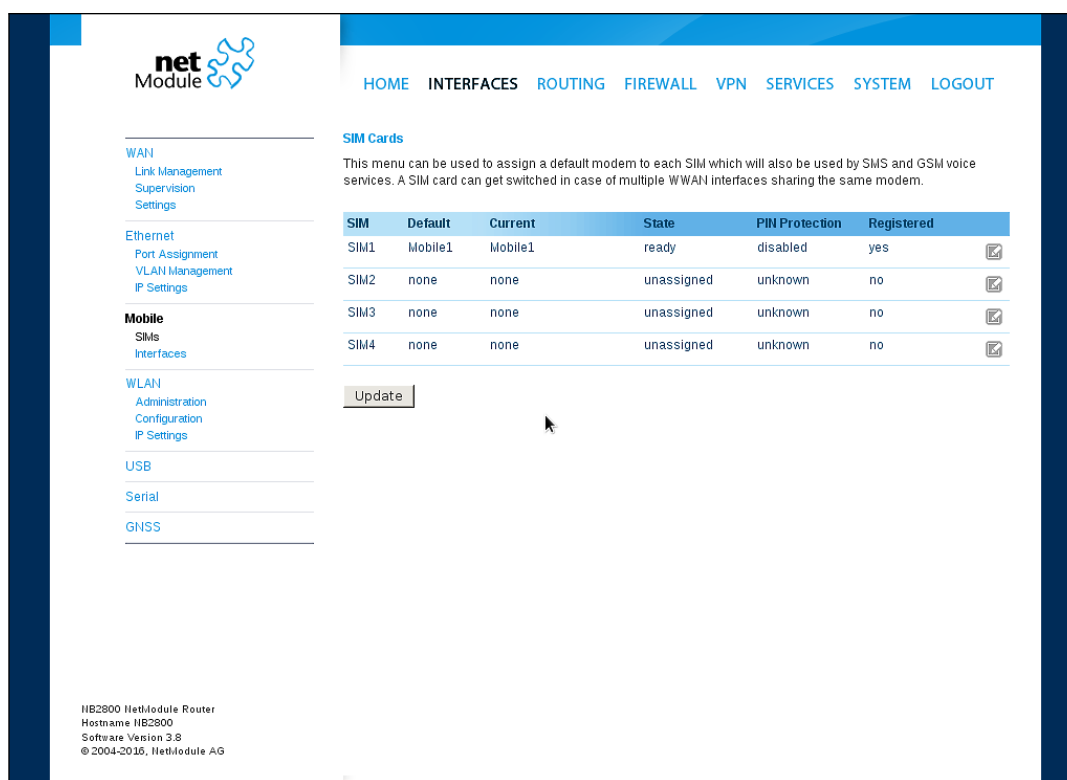 net
Module
HOME INTERFACES ROUTING FIREWALL VPN SERVICES SYSTEM LOGOUT
WAN
Link Management
Supervision
Settings
Ethernet
Port Assignment
VLAN Management
IP Settings
Mobile
SIMs
Interfaces
WLAN
Administration
Configuration
IP Settings
USB
Serial
GNSS
SIM Cards
This menu can be used to assign a default modem to each SIM which will also be used by SMS and GSM voice
services. A SIM card can get switched in case of multiple WWAN interfaces sharing the same modem.
SIM Default Current State PIN Protection Registered
SIM1 Mobile1 Mobile1 ready disabled yes
SIM2 none none unassigned unknown no
SIM3 none none unassigned unknown no
SIM4 none none unassigned unknown no
Update
NB2800 NetModule Router
Hostname NB2800
Software Version 3.8
© 2004-2016, NetModule AG